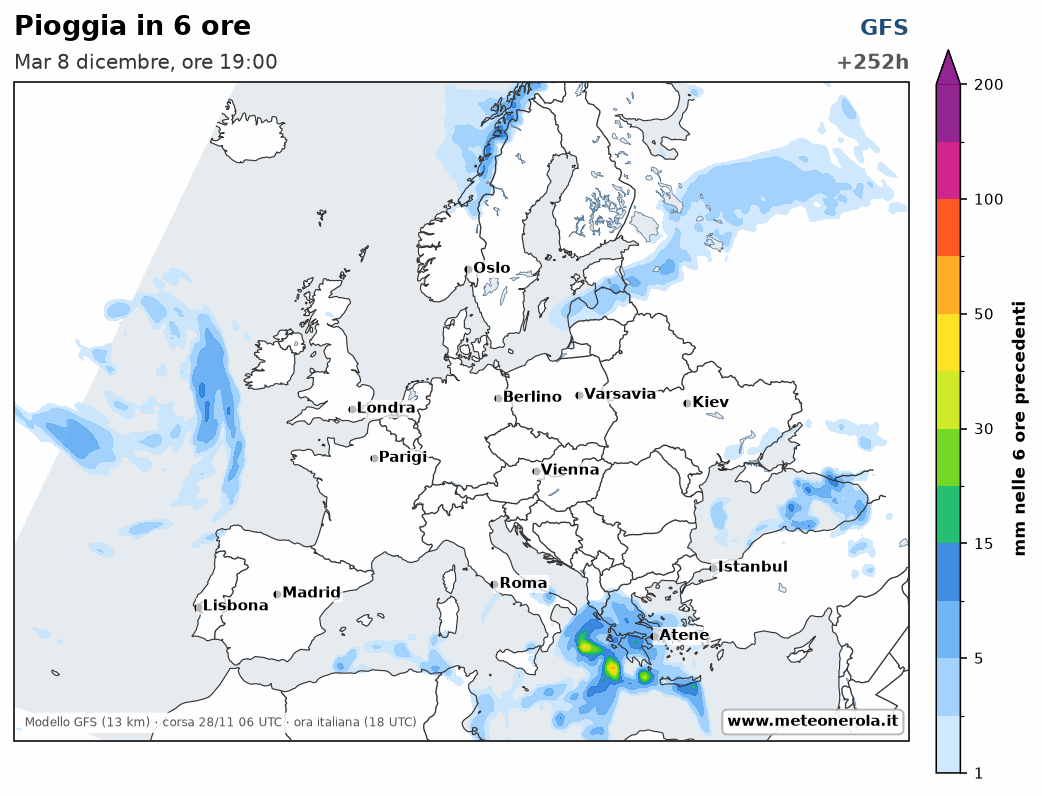 Pioggia in 6 ore
GFS
Mar 8 dicembre, ore 19:00
+252h
200
100
50
30
15
5
1
mm nelle 6 ore precedenti
Oslo
Berlino
Varsavia
Kiev
Londra
Parigi
Vienna
Istanbul
Roma
Madrid
Lisbona
Atene
Modello GFS (13 km) · corsa 28/11 06 UTC · ora italiana (18 UTC)
www.meteonerola.it